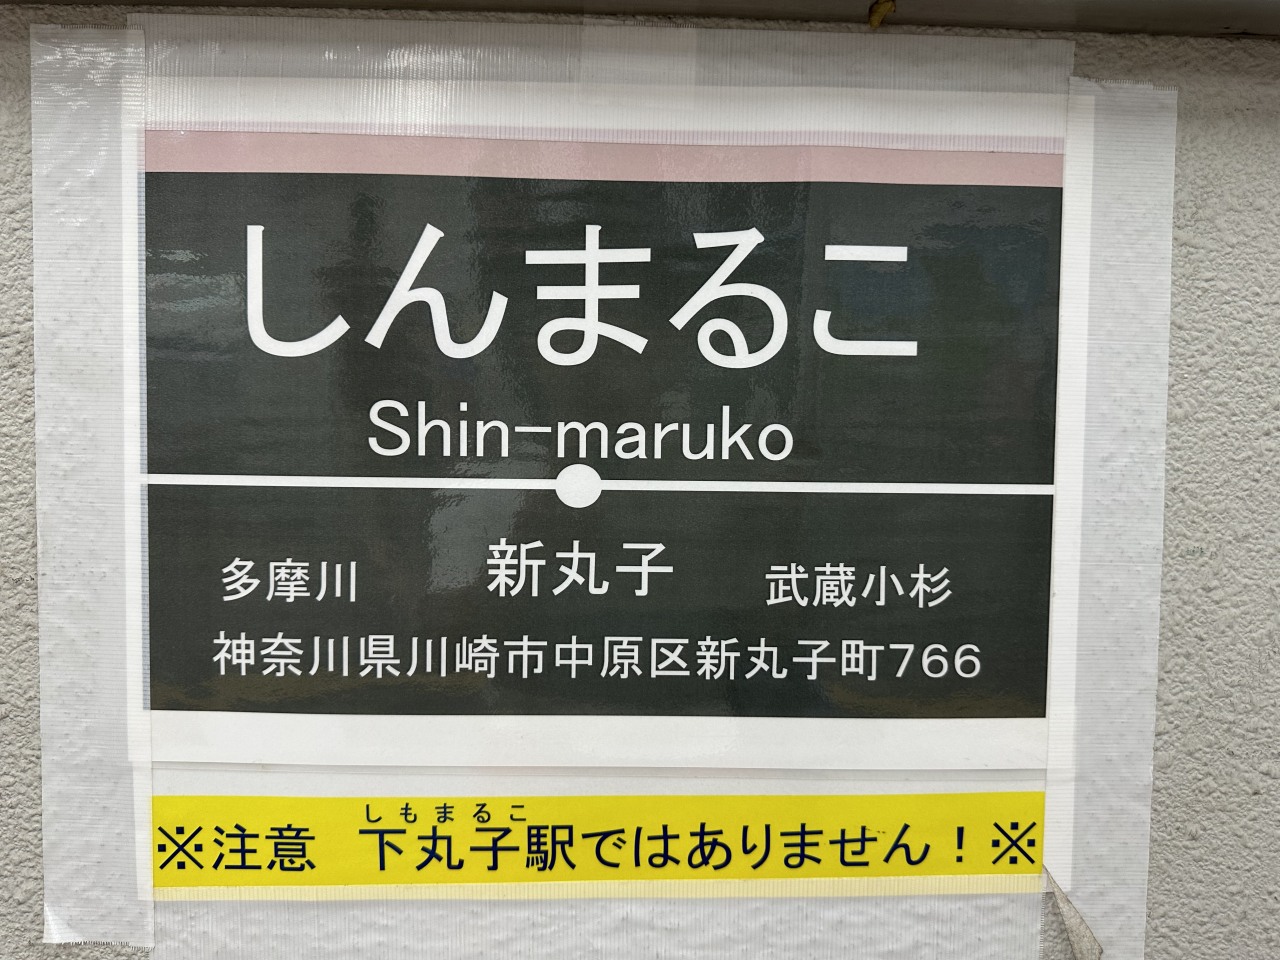 しんまるこ
Shin-maruko
多摩川 新丸子 武蔵小杉
神奈川県川崎市中原区新丸子町766
しもまるこ
※注意 下丸子駅ではありません！※